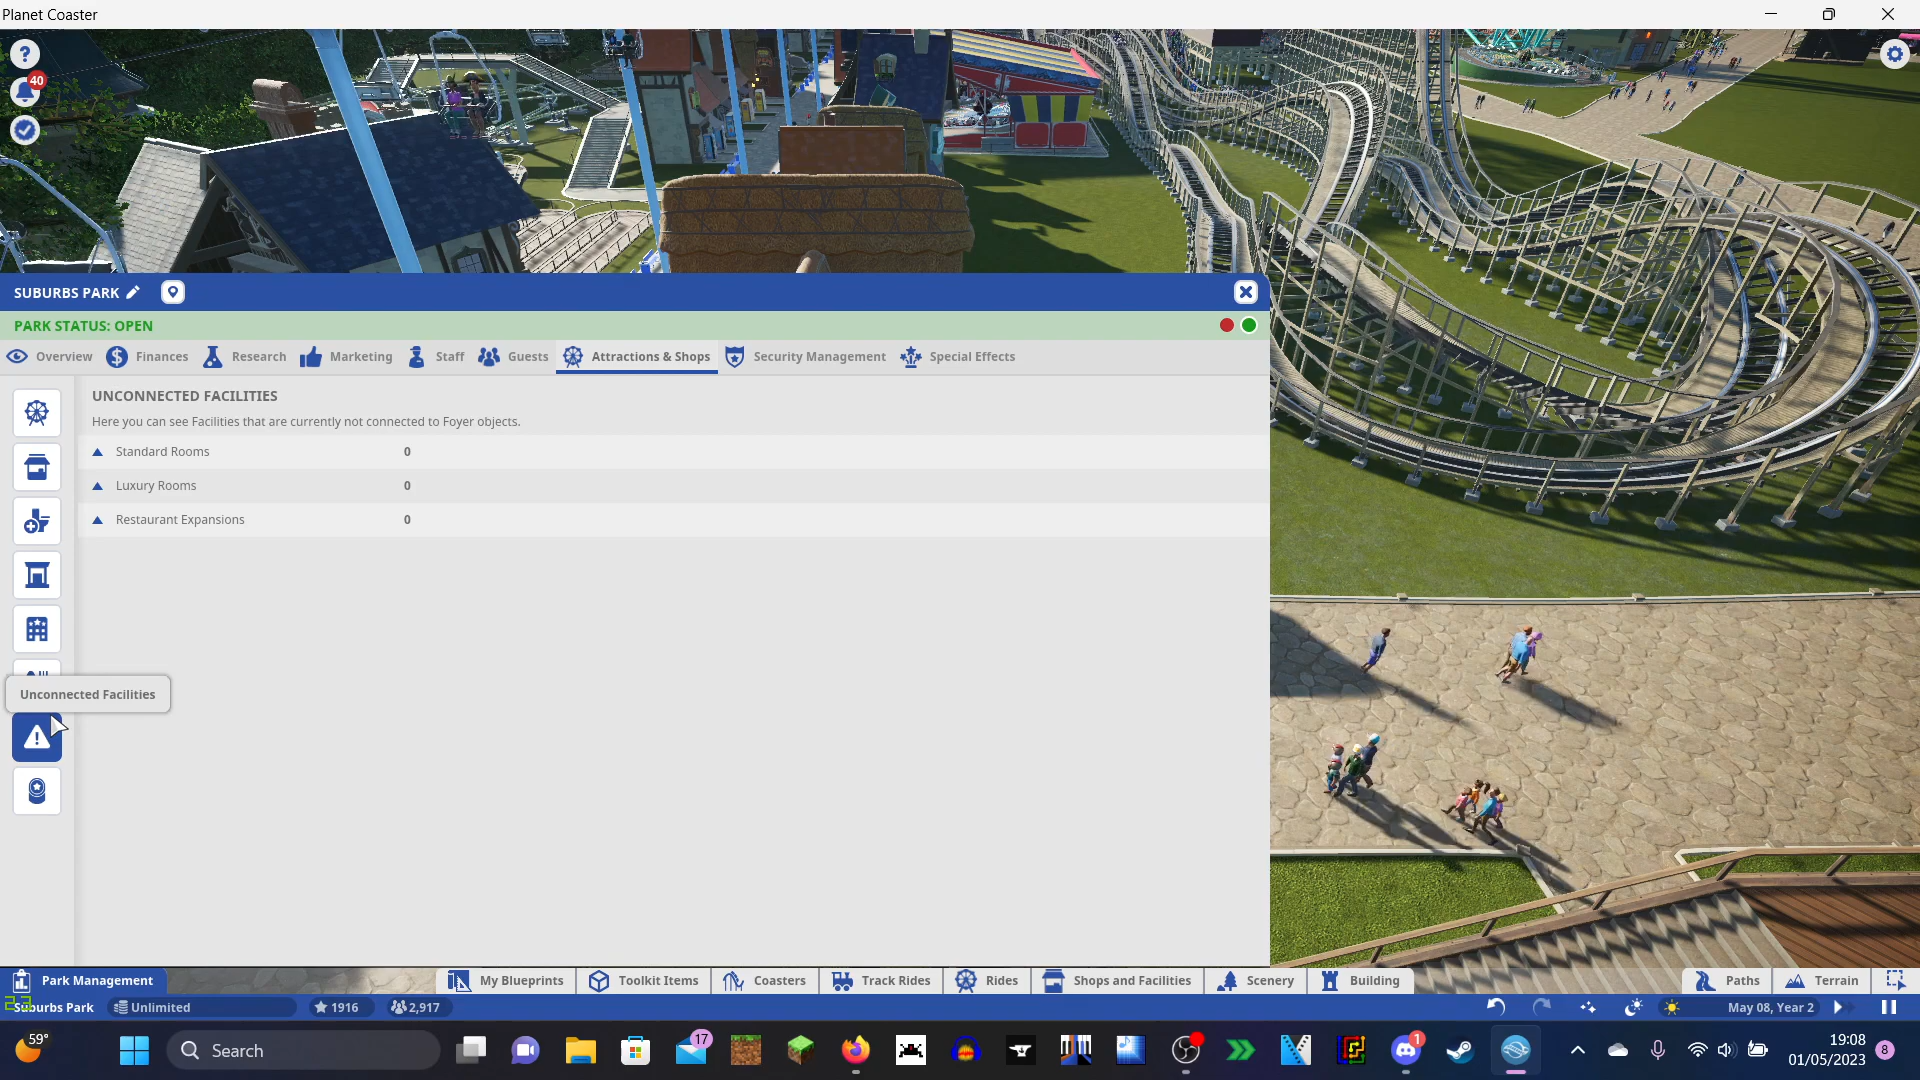 Planet Coaster
?
40
SUBURBS PARK
PARK STATUS: OPEN
Overview
Finances
Research
Marketing
Staff
Guests
Attractions & Shops
Security Management
Special Effects
UNCONNECTED FACILITIES
Here you can see Facilities that are currently not connected to Foyer objects.
Standard Rooms 0
Luxury Rooms 0
Restaurant Expansions 0
Unconnected Facilities
Park Management
My Blueprints
Toolkit Items
Coasters
Track Rides
Rides
Shops and Facilities
Scenery
Building
Paths
Terrain
23
Suburbs Park
Unlimited
1916
2,917
May 08, Year 2
59°
Search
17
1
19:08
01/05/2023
8